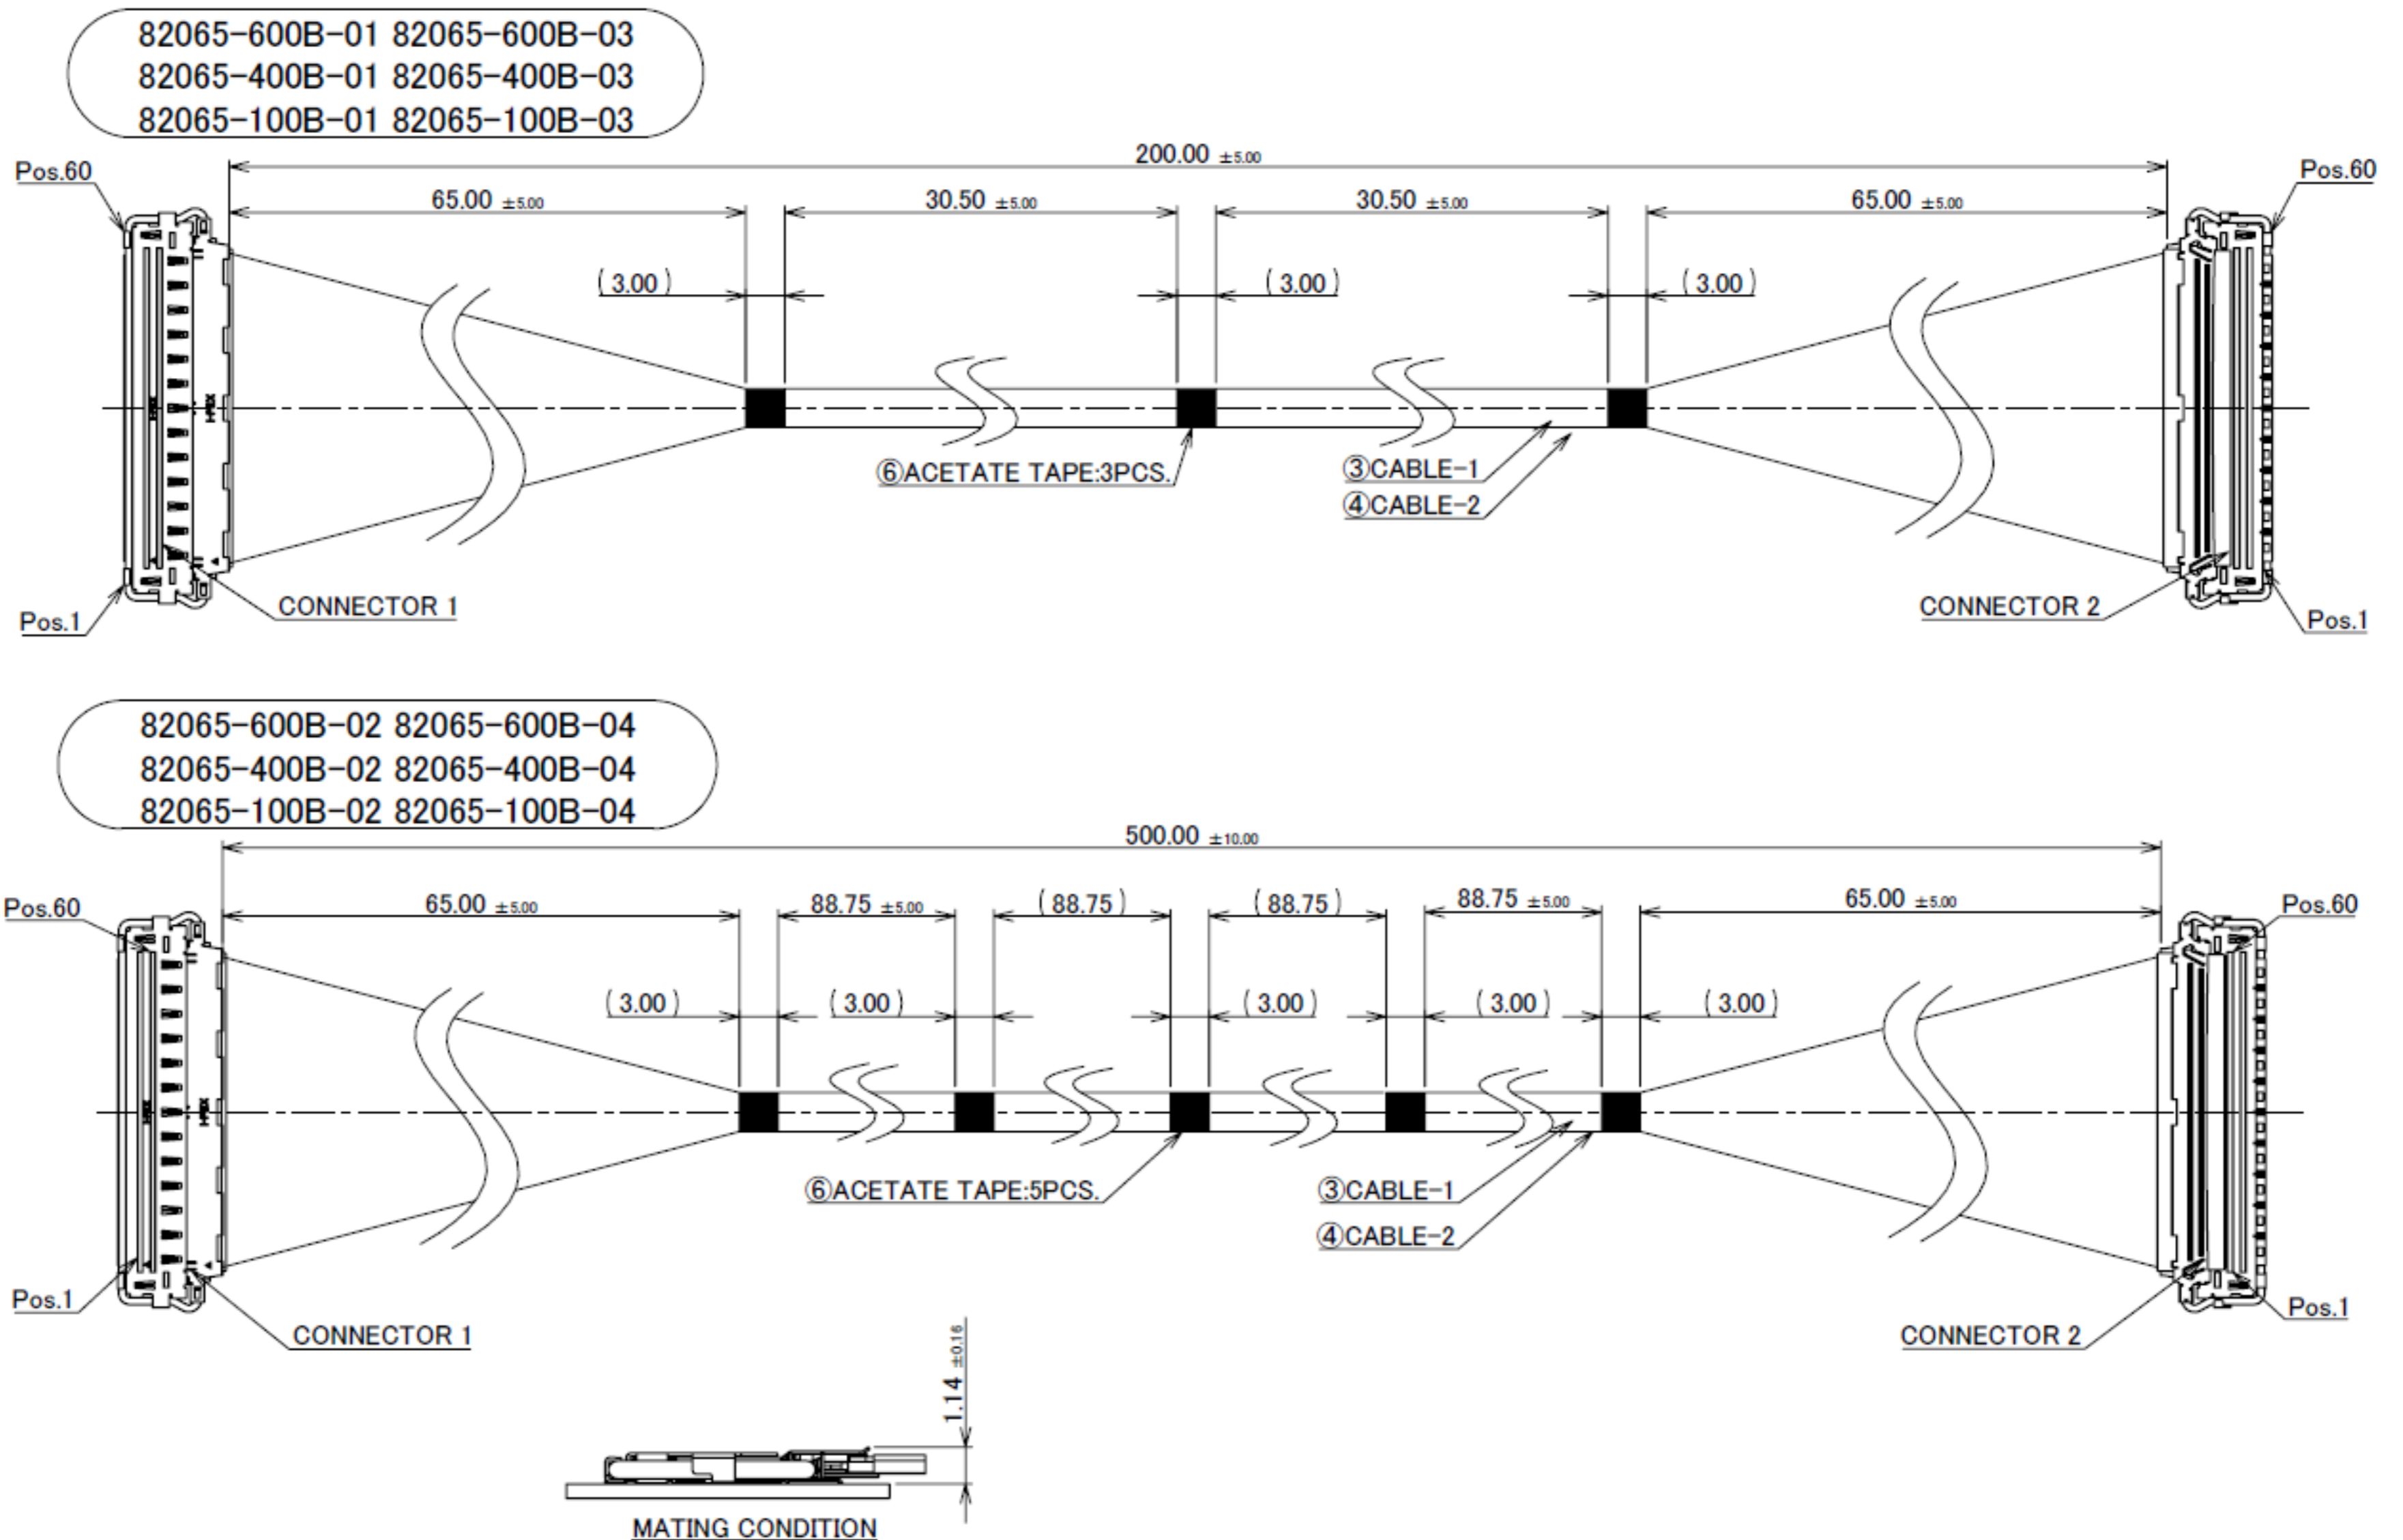 82065-600B-01 82065-600B-03
82065-400B-01 82065-400B-03
82065-100B-01 82065-100B-03
200.00 ±5.00
Pos.60
Pos.60
65.00 ±5.00
30.50 ±5.00
30.50 ±5.00
65.00 ±5.00
(3.00)
(3.00)
(3.00)
I-PEX
I-PEX
⑥ACETATE TAPE:3PCS.
③CABLE-1
④CABLE-2
CONNECTOR 1
CONNECTOR 2
Pos.1
Pos.1
82065-600B-02 82065-600B-04
82065-400B-02 82065-400B-04
82065-100B-02 82065-100B-04
500.00 ±10.00
Pos.60
65.00 ±5.00
88.75 ±5.00
(88.75)
(88.75)
88.75 ±5.00
65.00 ±5.00
Pos.60
(3.00)
(3.00)
(3.00)
(3.00)
(3.00)
I-PEX
I-PEX
⑥ACETATE TAPE:5PCS.
③CABLE-1
④CABLE-2
Pos.1
Pos.1
CONNECTOR 1
CONNECTOR 2
1.14 ±0.16
MATING CONDITION